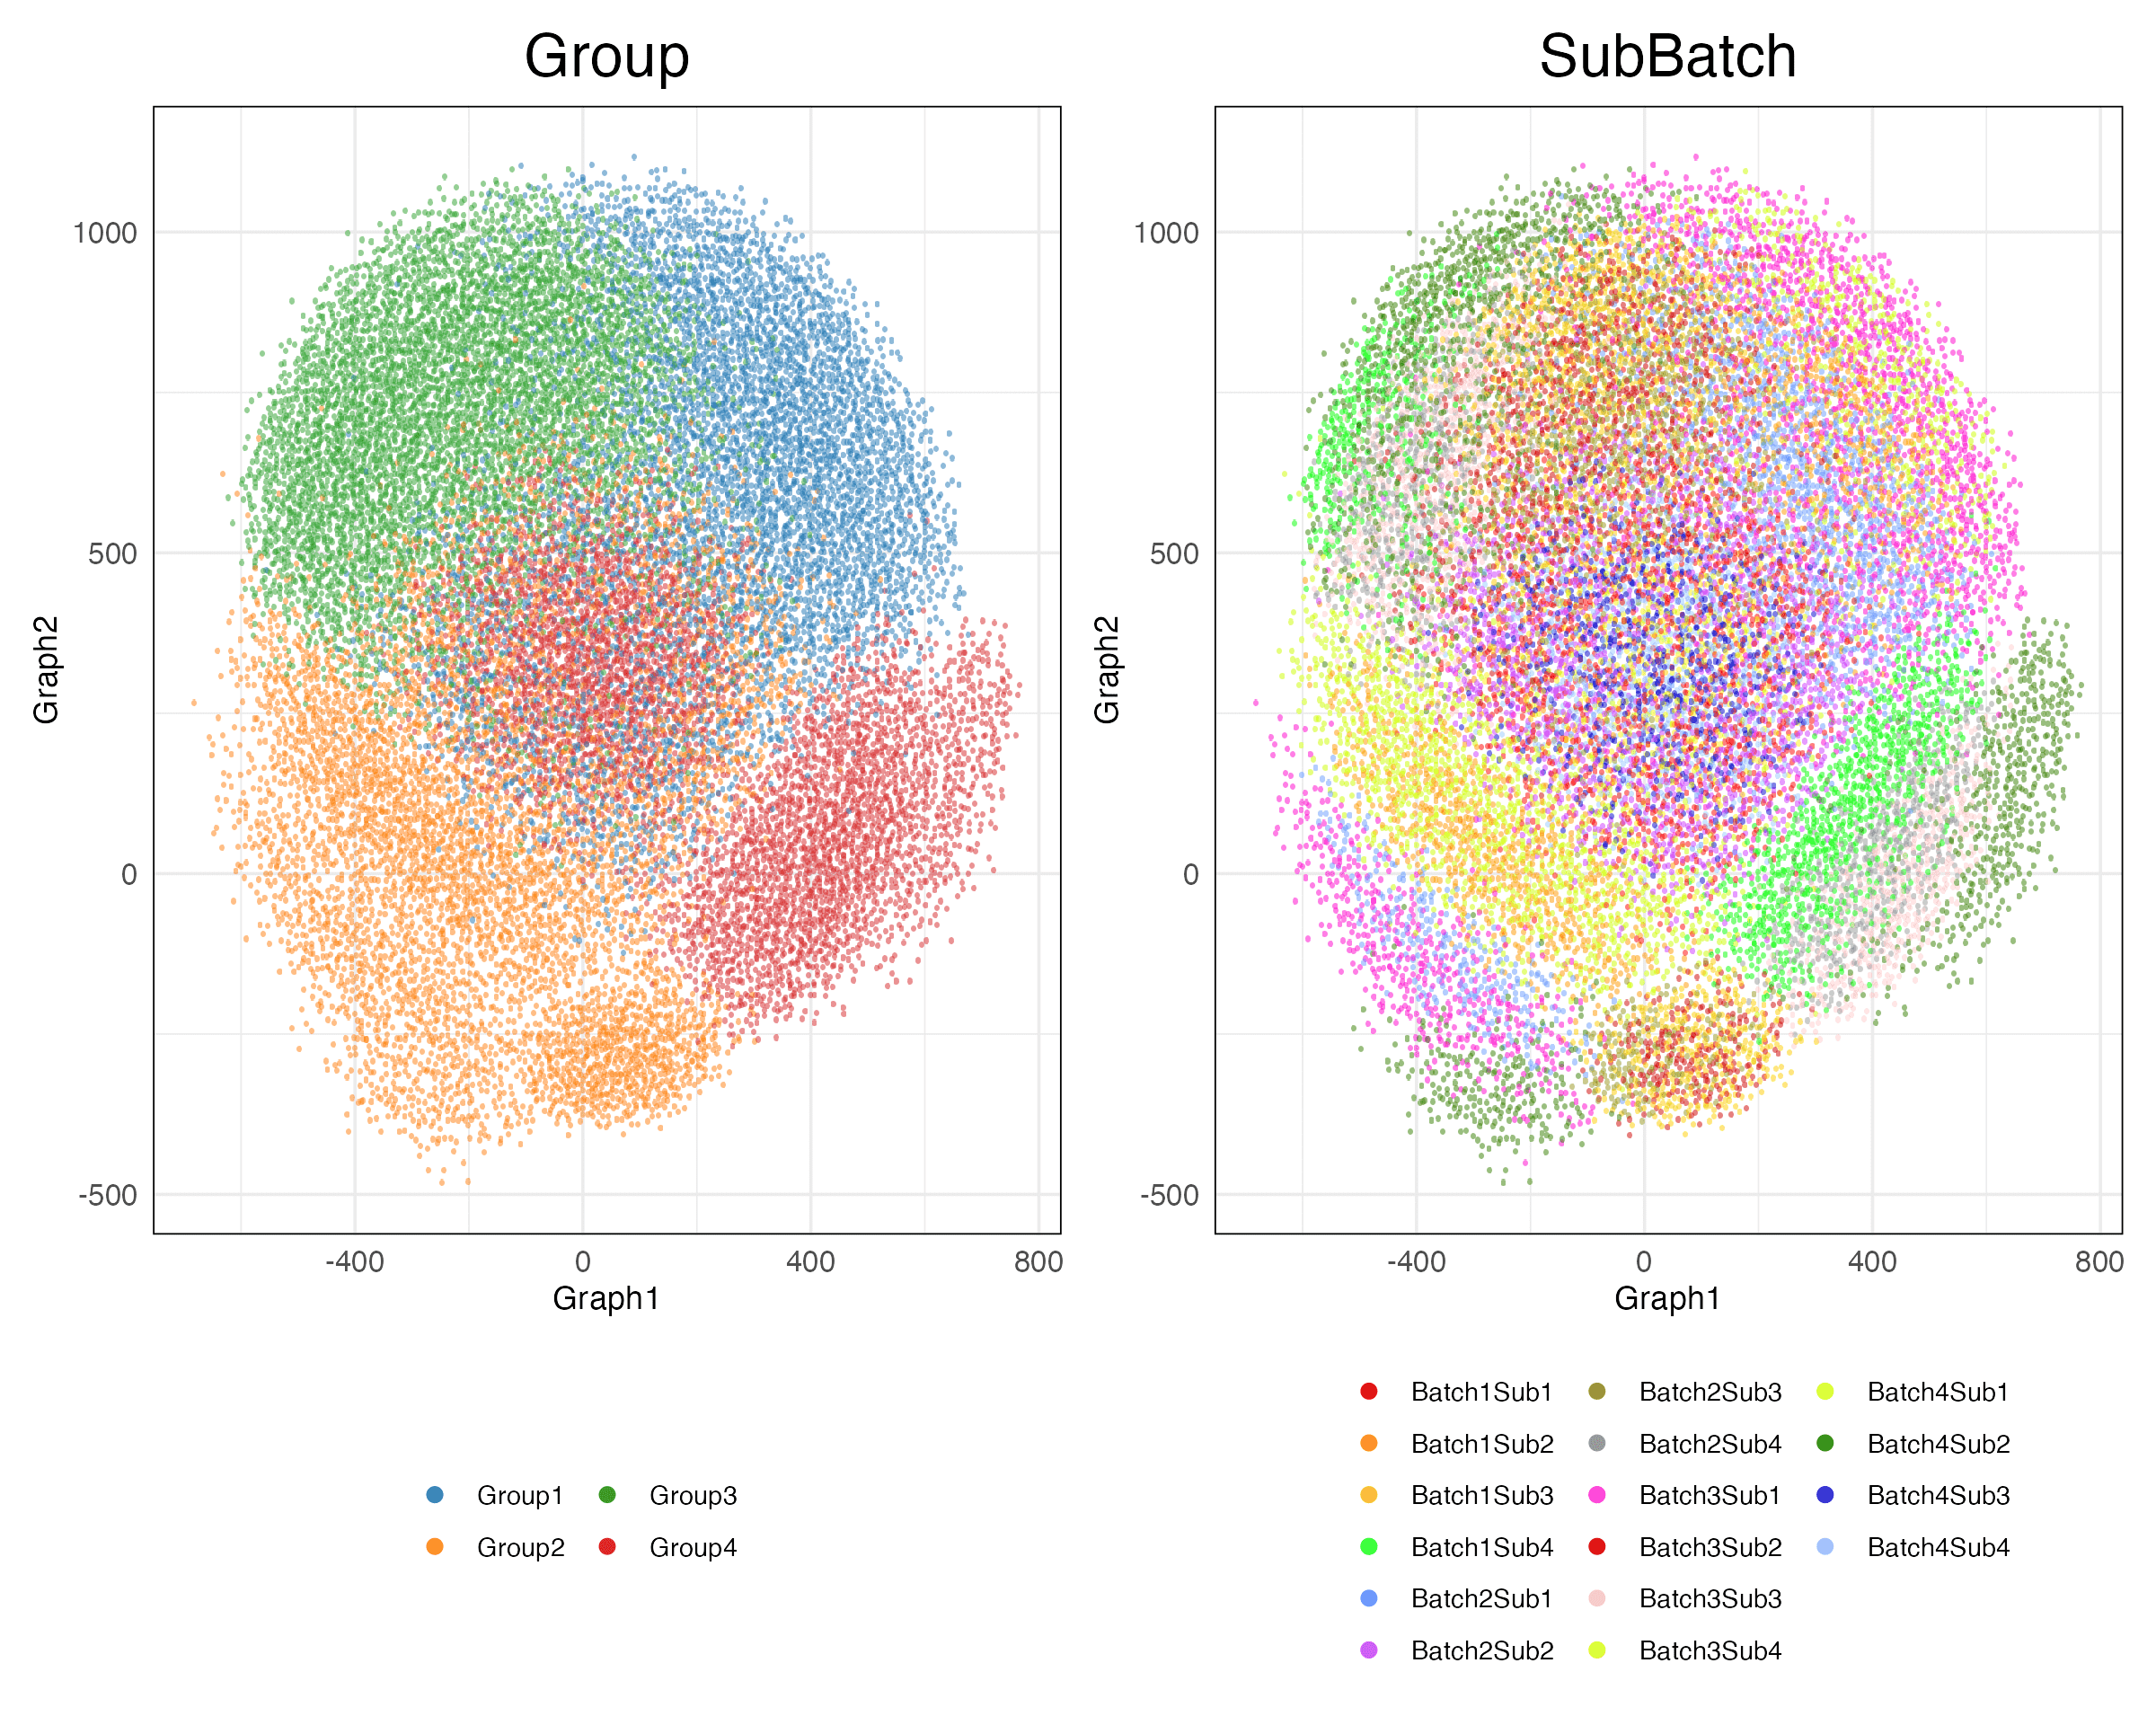 Group
1000
500
0
-500
Graph2
-400 0 400 800
Graph1
Group1 Group3
Group2 Group4
SubBatch
1000
500
0
-500
Graph2
-400 0 400 800
Graph1
Batch1Sub1 Batch2Sub3 Batch4Sub1
Batch1Sub2 Batch2Sub4 Batch4Sub2
Batch1Sub3 Batch3Sub1 Batch4Sub3
Batch1Sub4 Batch3Sub2 Batch4Sub4
Batch2Sub1 Batch3Sub3
Batch2Sub2 Batch3Sub4